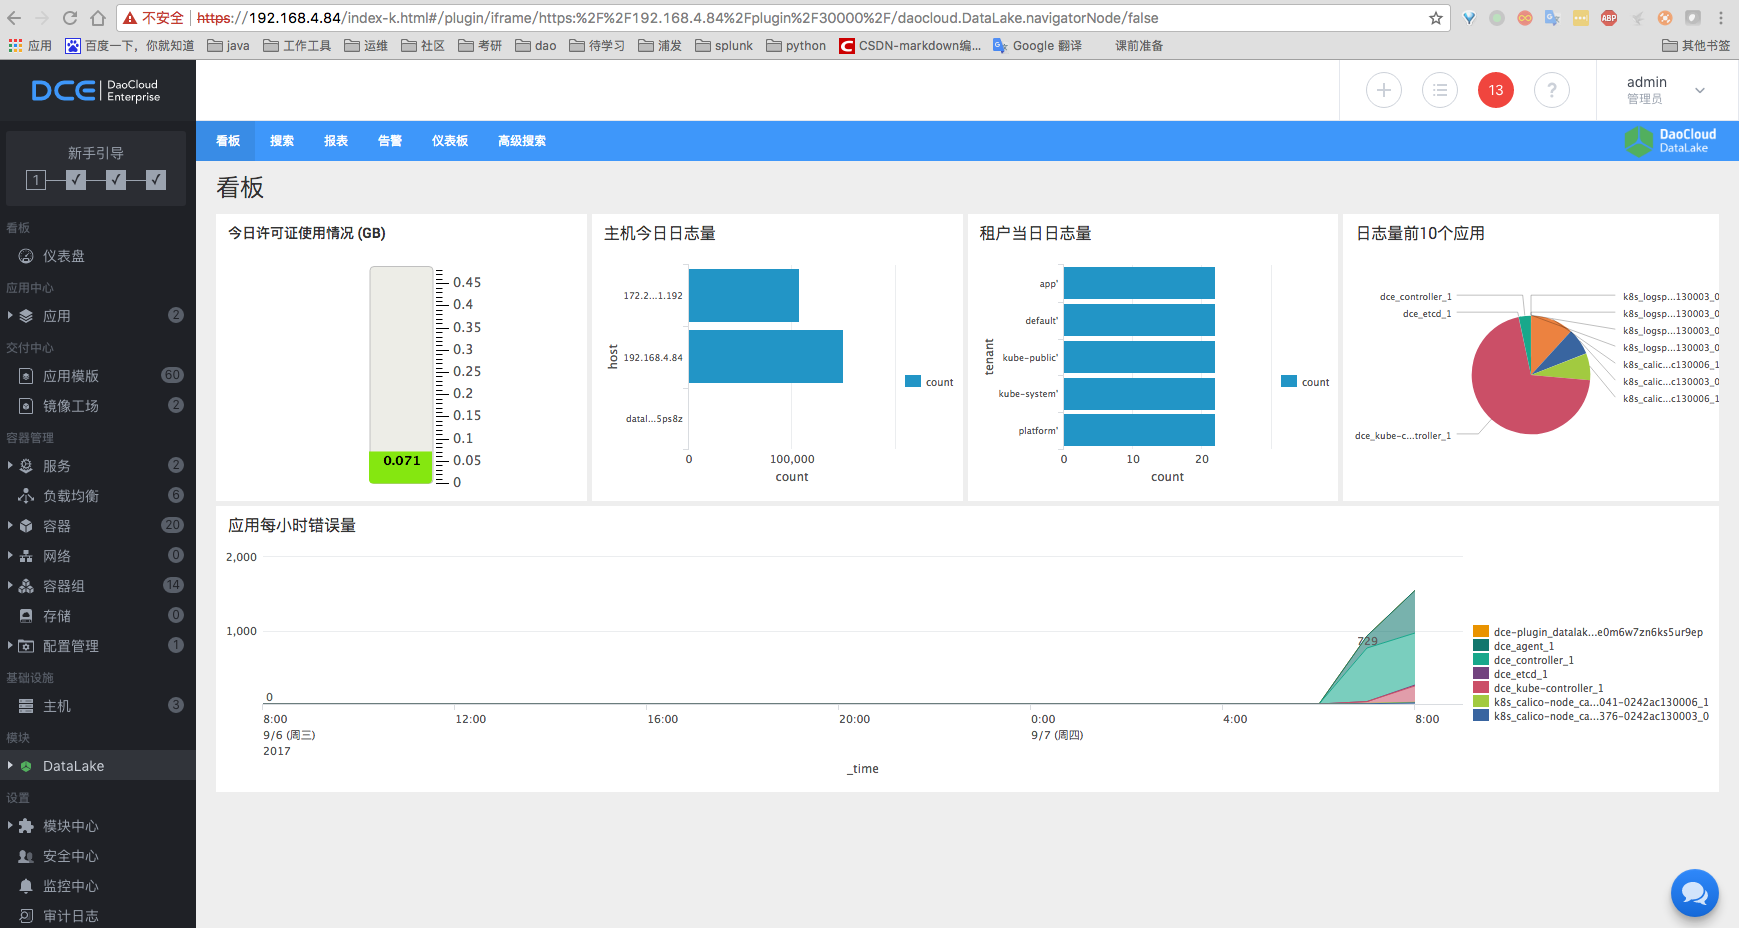 不安全 https://192.168.4.84/index-k.html#/plugin/iframe/https:%2F%2F192.168.4.84%2Fplugin%2F30000%2F/daocloud.DataLake.navigatorNode/false
ABP
应用 百度一下，你就知道 java 工作工具 运维 社区 考研 dao 待学习 浦发 splunk python CSDN-markdown编... Google 翻译 课前准备 其他书签
DCE DaoCloud
Enterprise
13 ? admin
管理员
新手引导
1
看板
仪表盘
应用中心
应用 2
交付中心
应用模版 60
镜像工场 2
容器管理
服务 2
负载均衡 6
容器 20
网络 0
容器组 14
存储 0
配置管理 1
基础设施
主机 3
模块
DataLake
设置
模块中心
安全中心
监控中心
审计日志
看板 搜索 报表 告警 仪表板 高级搜索
DaoCloud
DataLake
看板
今日许可证使用情况 (GB)
0.45
0.4
0.35
0.3
0.25
0.2
0.15
0.1
0.05
0
0.071
主机今日日志量
host
172.2...1.192
192.168.4.84
datal...5ps8z
0 100,000
count
count
租户当日日志量
tenant
app'
default'
kube-public'
kube-system'
platform'
0 10 20
count
count
日志量前10个应用
dce_controller_1
dce_etcd_1
dce_kube-c...troller_1
k8s_logsp...130003_0
k8s_logsp...130003_0
k8s_logsp...130003_0
k8s_logsp...130003_0
k8s_calic...c130006_1
k8s_calic...c130003_0
k8s_calic...c130006_1
应用每小时错误量
2,000
1,000
0
729
8:00 12:00 16:00 20:00 0:00 4:00 8:00
9/6 (周三) 9/7 (周四)
2017
_time
dce-plugin_datalak...e0m6w7zn6ks5ur9ep
dce_agent_1
dce_controller_1
dce_etcd_1
dce_kube-controller_1
k8s_calico-node_ca...041-0242ac130006_1
k8s_calico-node_ca...376-0242ac130003_0